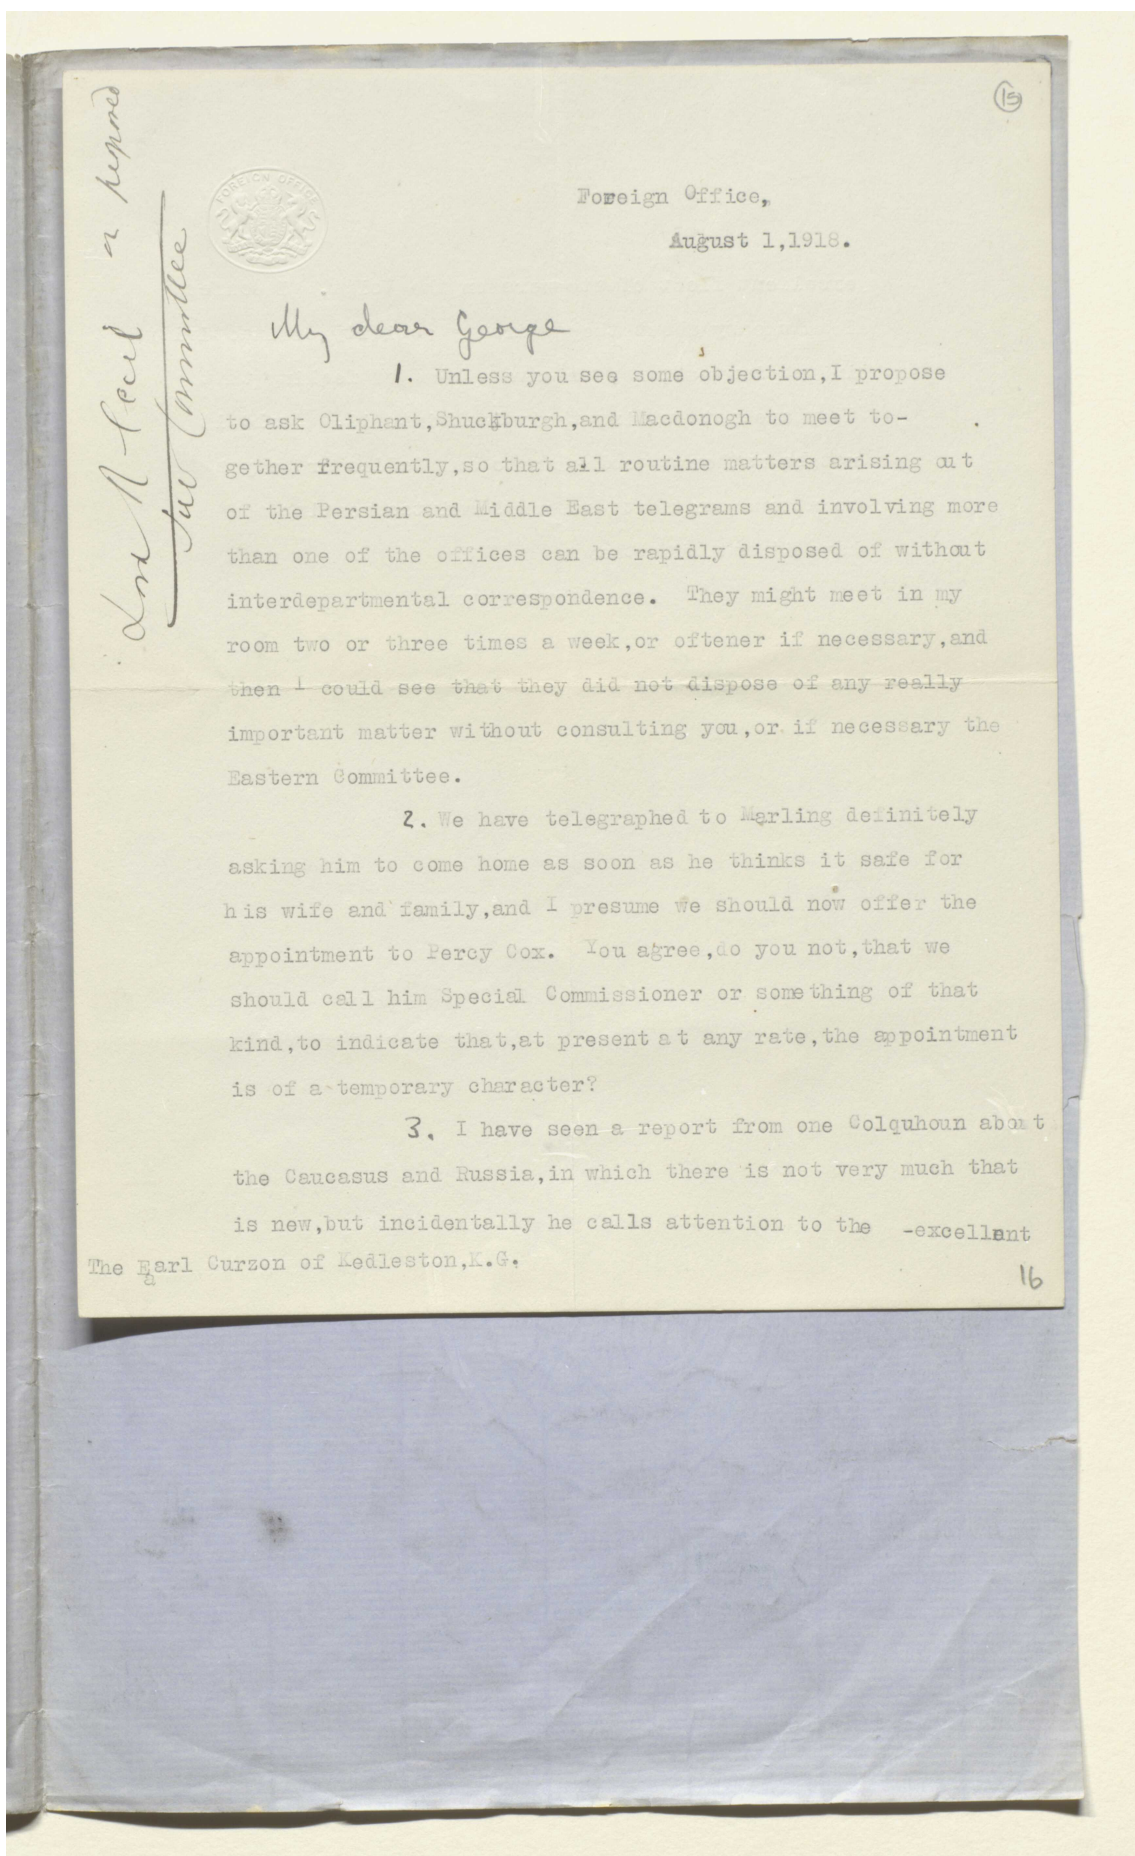 15
Lord R Cecil on proposed
Sub Committee
FOREIGN OFFICE
Foreign Office,
August 1,1918.
My dear George
1. Unless you see some objection,I propose
to ask Oliphant,Shuckburgh,and Macdonogh to meet to-
gether frequently,so that all routine matters arising out
of the Persian and Middle East telegrams and involving more
than one of the offices can be rapidly disposed of without
interdepartmental correspondence. They might meet in my
room two or three times a week,or oftener if necessary,and
then I could see that they did not dispose of any really
important matter without consulting you,or if necessary the
Eastern Committee.
2. We have telegraphed to Marling definitely
asking him to come home as soon as he thinks it safe for
his wife and family,and I presume we should now offer the
appointment to Percy Cox. You agree,do you not,that we
should call him Special Commissioner or something of that
kind,to indicate that,at present at any rate,the appointment
is of a temporary character?
3. I have seen a report from one Colquhoun about
the Caucasus and Russia,in which there is not very much that
is new,but incidentally he calls attention to the -excellent
The Earl Curzon of Kedleston,K.G.
16